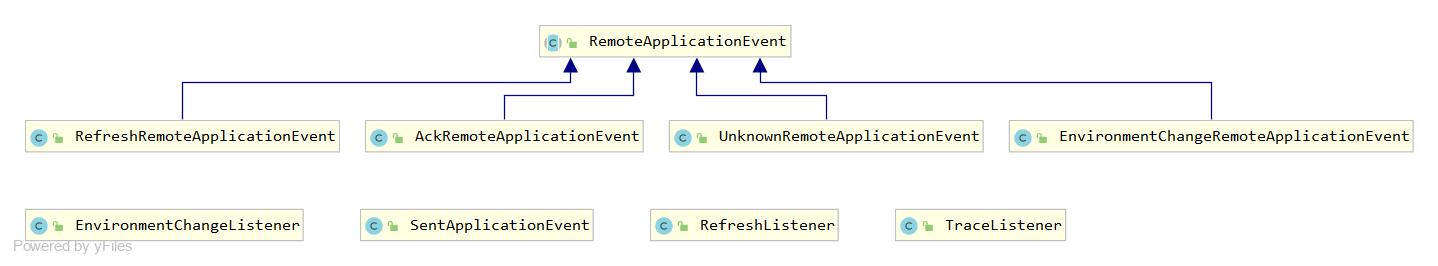 RemoteApplicationEvent
RefreshRemoteApplicationEvent
AckRemoteApplicationEvent
UnknownRemoteApplicationEvent
EnvironmentChangeRemoteApplicationEvent
EnvironmentChangeListener
SentApplicationEvent
RefreshListener
TraceListener
Powered by yFiles